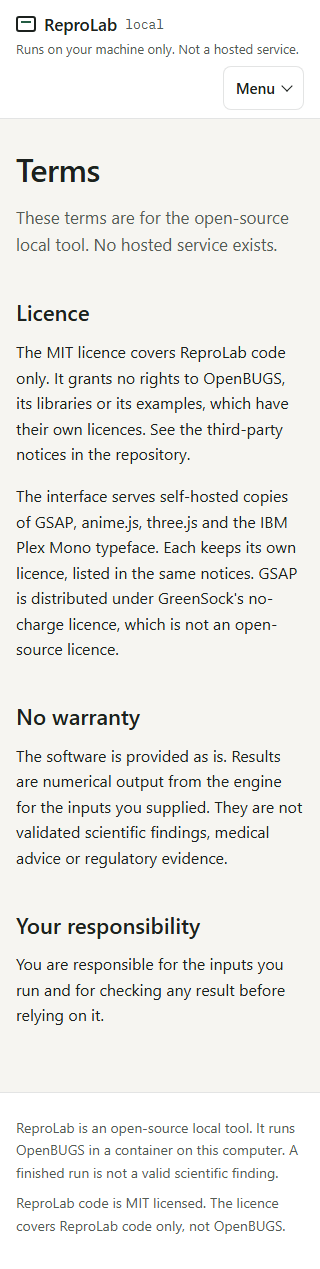 ReproLab local
Runs on your machine only. Not a hosted service.
Menu
Terms
These terms are for the open-source
local tool. No hosted service exists.
Licence
The MIT licence covers ReproLab code
only. It grants no rights to OpenBUGS,
its libraries or its examples, which have
their own licences. See the third-party
notices in the repository.
The interface serves self-hosted copies
of GSAP, anime.js, three.js and the IBM
Plex Mono typeface. Each keeps its own
licence, listed in the same notices. GSAP
is distributed under GreenSock's no-
charge licence, which is not an open-
source licence.
No warranty
The software is provided as is. Results
are numerical output from the engine
for the inputs you supplied. They are not
validated scientific findings, medical
advice or regulatory evidence.
Your responsibility
You are responsible for the inputs you
run and for checking any result before
relying on it.
ReproLab is an open-source local tool. It runs
OpenBUGS in a container on this computer. A
finished run is not a valid scientific finding.
ReproLab code is MIT licensed. The licence
covers ReproLab code only, not OpenBUGS.